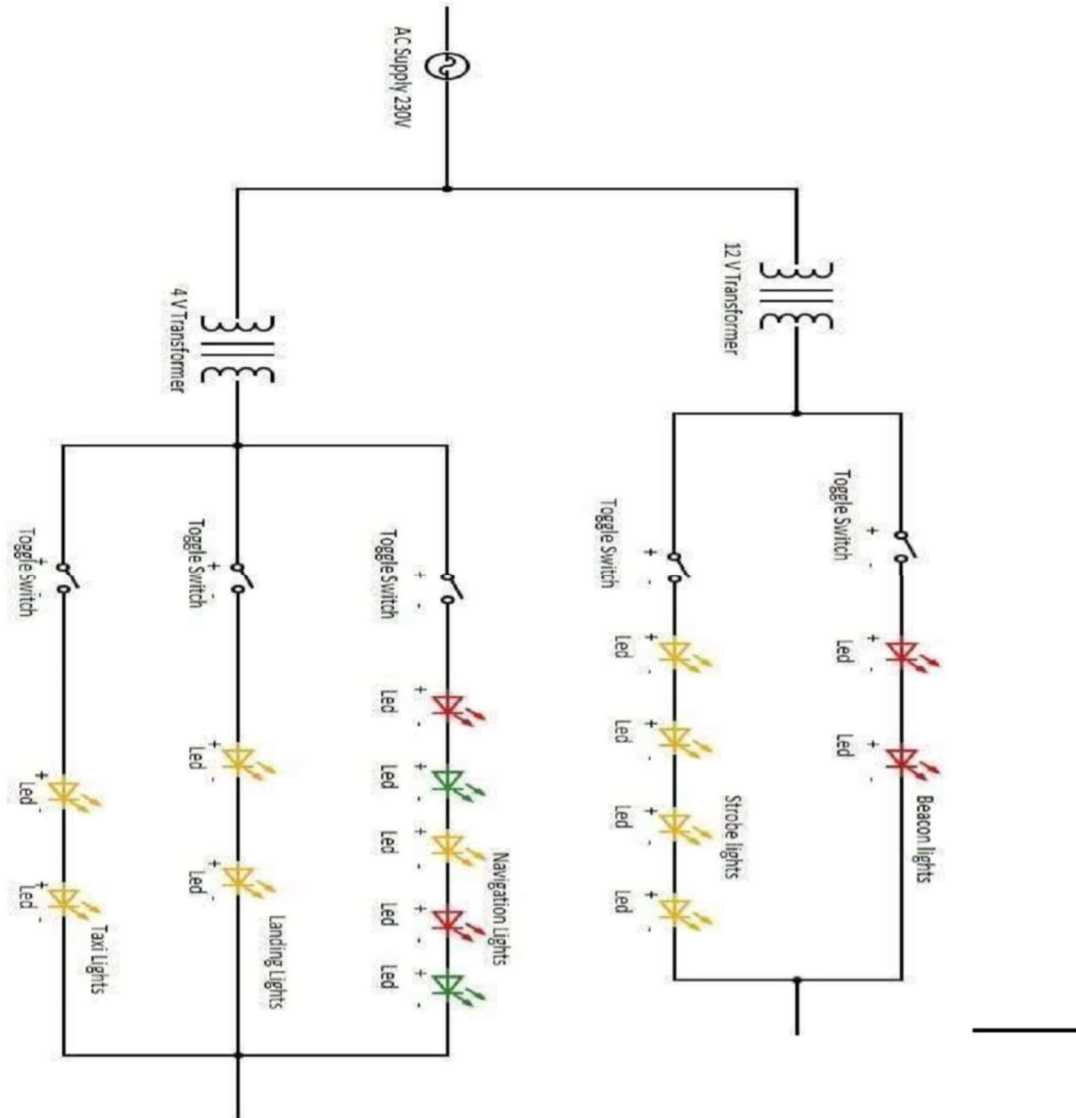 Beacon lights
+ - + - + -
Toggle Switch Led Led
12 V Transformer
Strobe lights
+ - + - + - + - + -
Toggle Switch Led Led Led Led
Navigation Lights
+ - + - + - + - + - + -
AC Supply 230V
Toggle Switch Led Led Led Led Led
Landing Lights
+ - + - + -
Toggle Switch Led Led
4 V Transformer
Taxi Lights
+ - + - + -
Toggle Switch Led Led